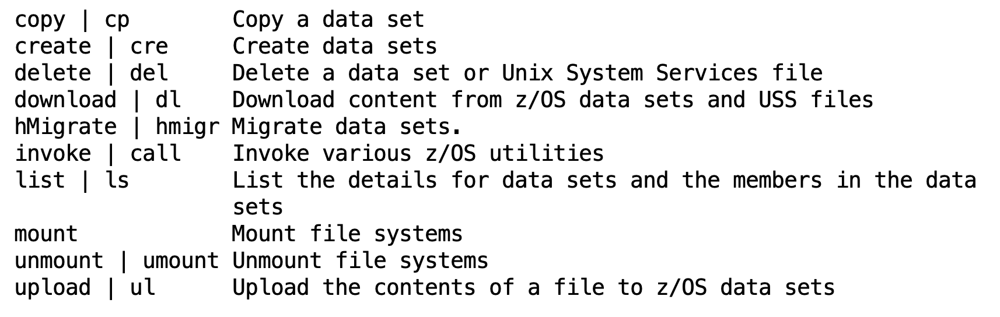 copy | cp        Copy a data set
create | cre     Create data sets
delete | del     Delete a data set or Unix System Services file
download | dl    Download content from z/OS data sets and USS files
hMigrate | hmigr Migrate data sets.
invoke | call    Invoke various z/OS utilities
list | ls        List the details for data sets and the members in the data
                 sets
mount            Mount file systems
unmount | umount Unmount file systems
upload | ul      Upload the contents of a file to z/OS data sets